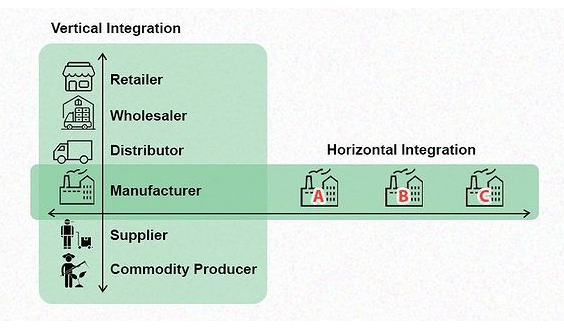 Vertical Integration
Retailer
Wholesaler
Distributor
Horizontal Integration
Manufacturer
A
B
C
Supplier
Commodity Producer